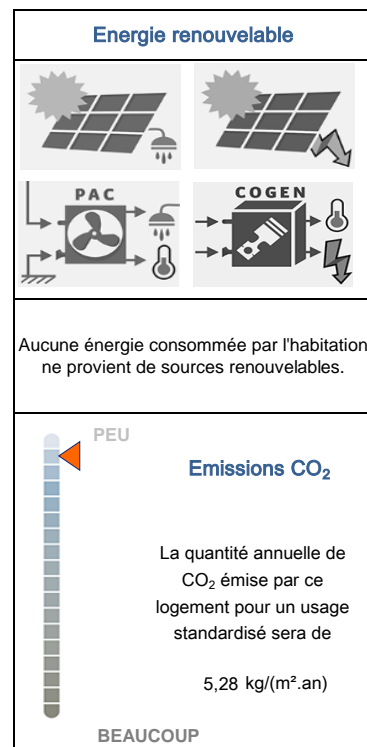 Energie renouvelable
PAC
COGEN
Aucune énergie consommée par l'habitation
ne provient de sources renouvelables.
PEU
Emissions CO₂
La quantité annuelle de
CO₂ émise par ce
logement pour un usage
standardisé sera de
5,28 kg/(m².an)
BEAUCOUP